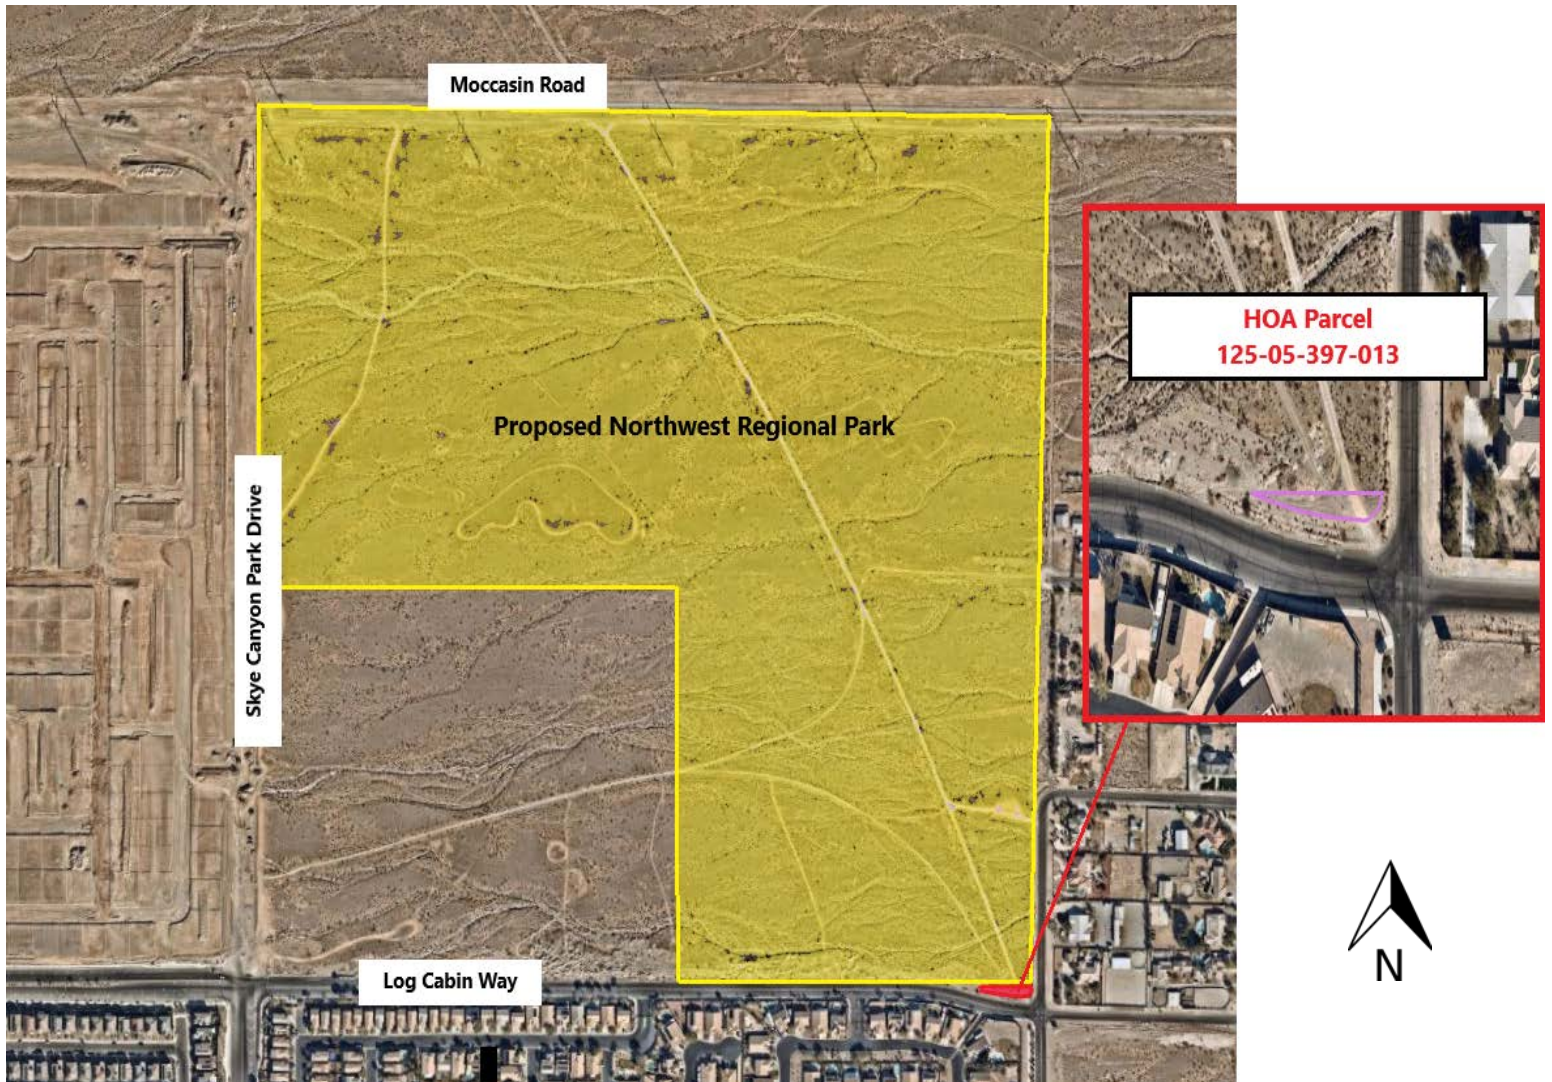 Moccasin Road
HOA Parcel
125-05-397-013
Proposed Northwest Regional Park
Skye Canyon Park Drive
Log Cabin Way
N